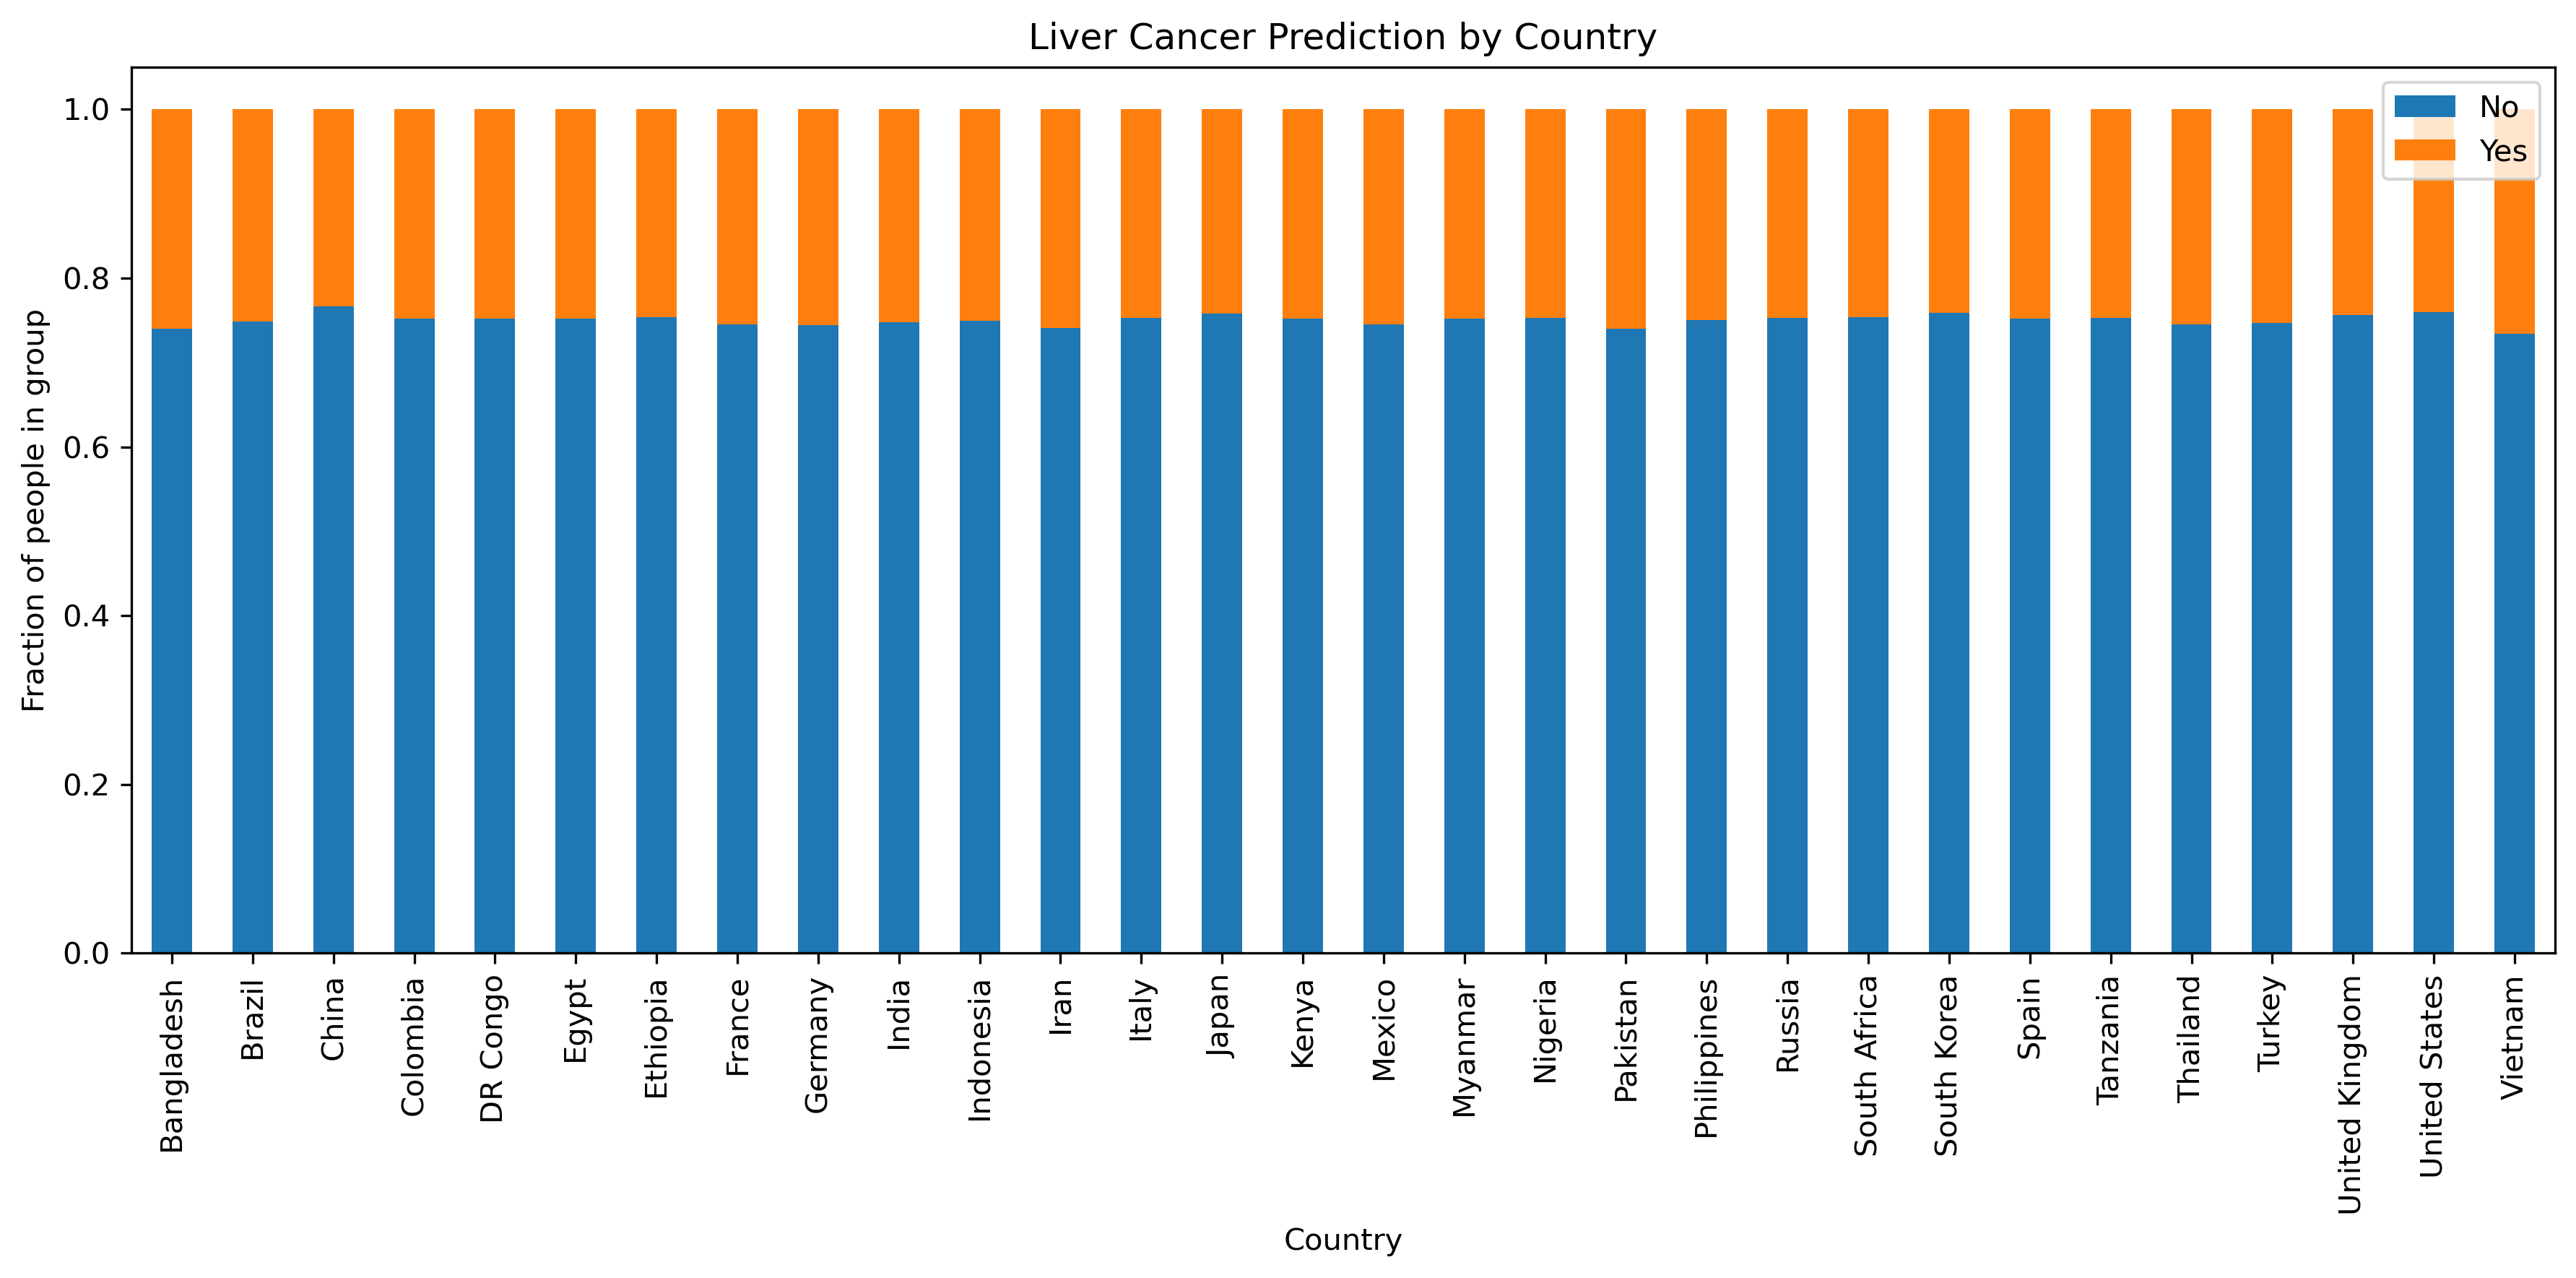 Liver Cancer Prediction by Country
No
Yes
1.0
0.8
0.6
0.4
0.2
0.0
Fraction of people in group
Bangladesh
Brazil
China
Colombia
DR Congo
Egypt
Ethiopia
France
Germany
India
Indonesia
Iran
Italy
Japan
Kenya
Mexico
Myanmar
Nigeria
Pakistan
Philippines
Russia
South Africa
South Korea
Spain
Tanzania
Thailand
Turkey
United Kingdom
United States
Vietnam
Country